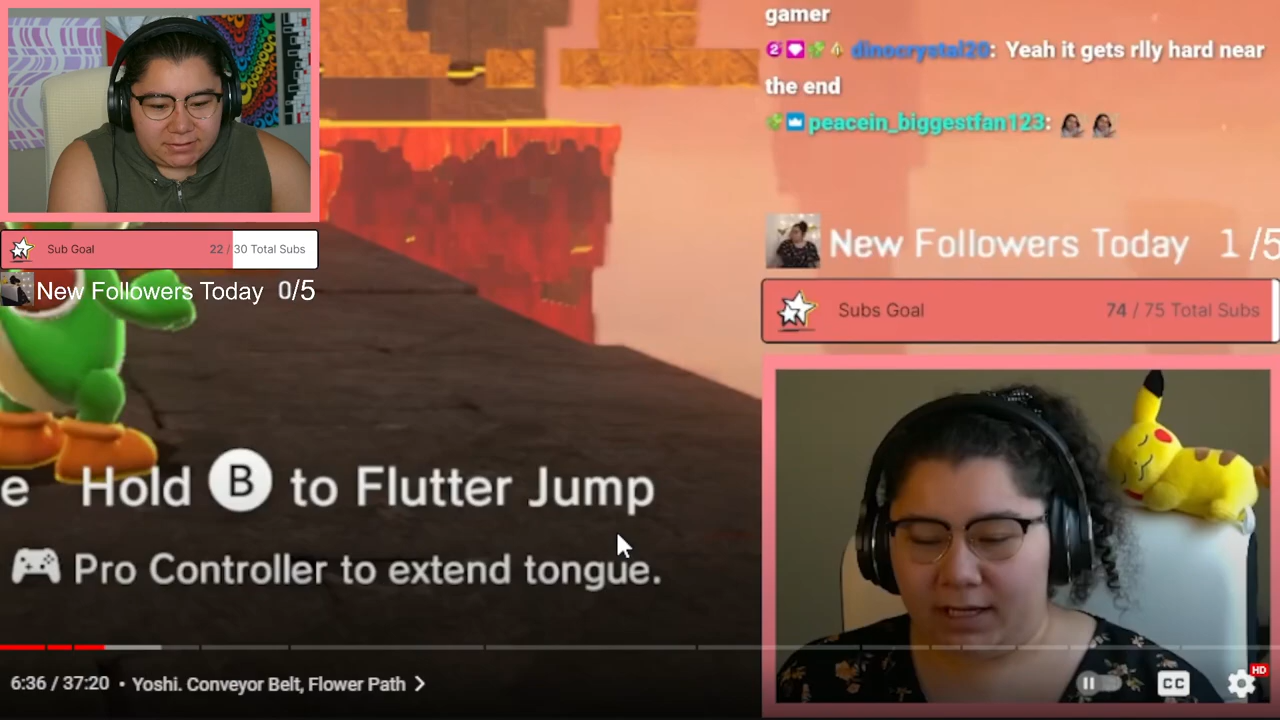 gamer
2 dinocrystal20: Yeah it gets rlly hard near
the end
peacein_biggestfan123:
New Followers Today 1 /5
Subs Goal 74 / 75 Total Subs
Sub Goal 22 / 30 Total Subs
New Followers Today 0/5
e Hold B to Flutter Jump
Pro Controller to extend tongue.
6:36 / 37:20 • Yoshi. Conveyor Belt, Flower Path >
CC
HD